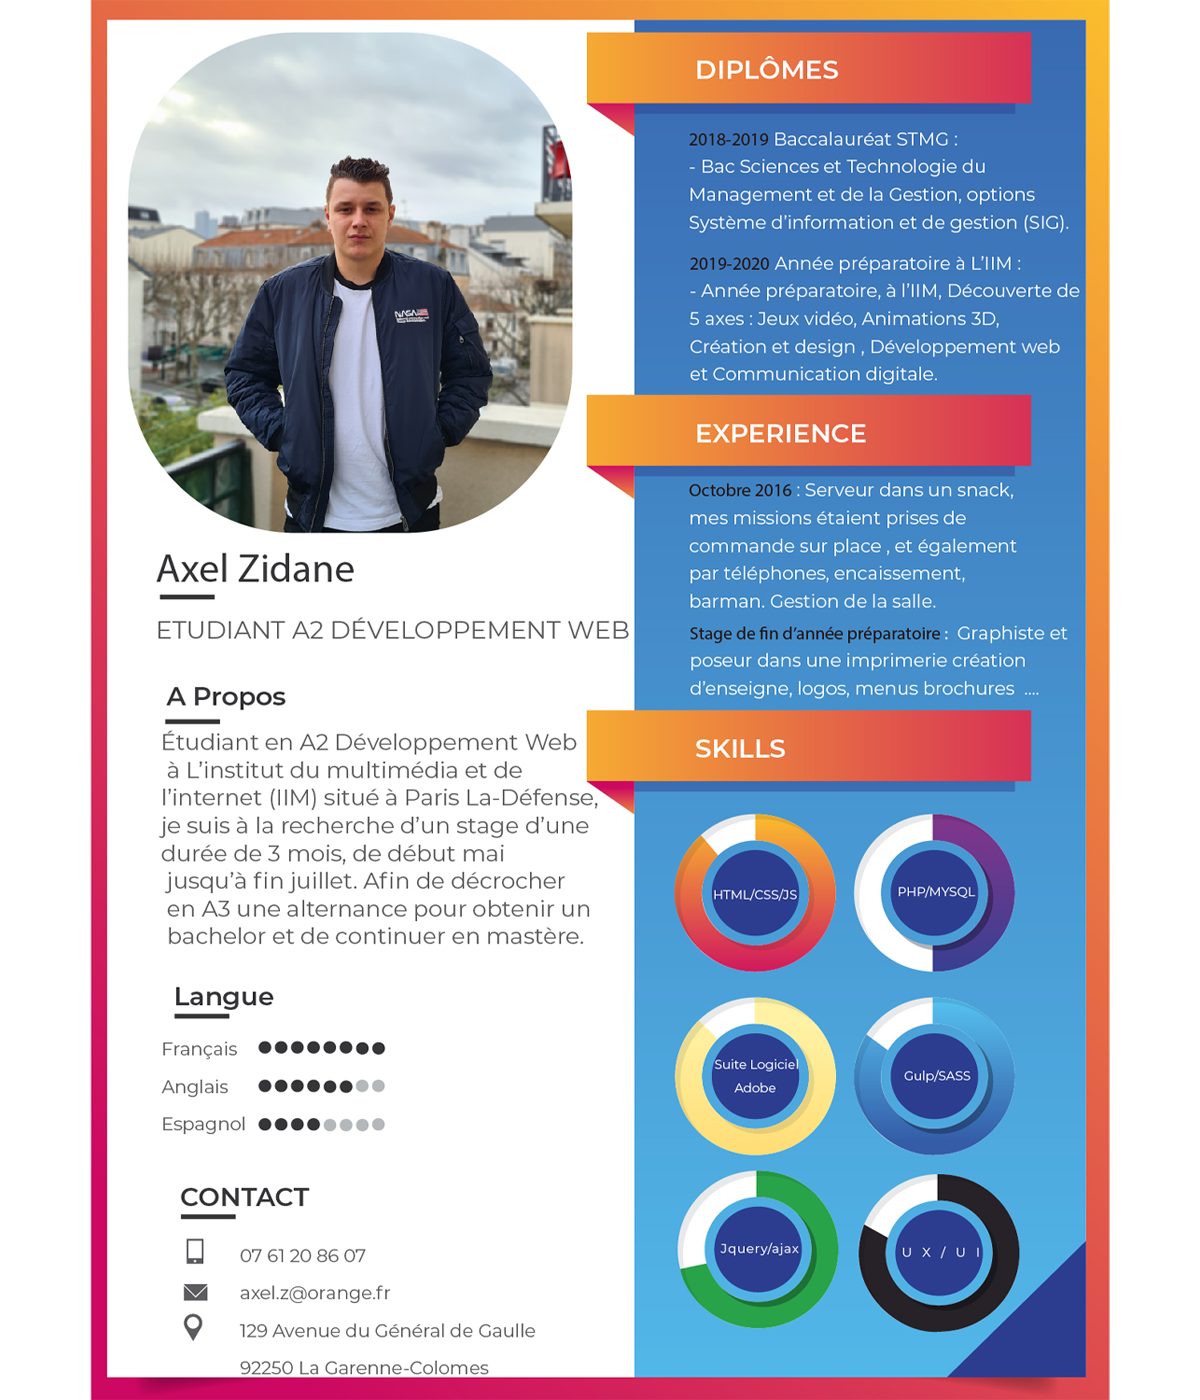 Axel Zidane
ETUDIANT A2 DÉVELOPPEMENT WEB
A Propos
Étudiant en A2 Développement Web
à L’institut du multimédia et de
l’internet (IIM) situé à Paris La-Défense,
je suis à la recherche d’un stage d’une
durée de 3 mois, de début mai
jusqu’à fin juillet. Afin de décrocher
en A3 une alternance pour obtenir un
bachelor et de continuer en mastère.
Langue
Français
Anglais
Espagnol
CONTACT
07 61 20 86 07
axel.z@orange.fr
129 Avenue du Général de Gaulle
92250 La Garenne-Colomes
NASA
DIPLÔMES
2018-2019 Baccalauréat STMG :
- Bac Sciences et Technologie du
Management et de la Gestion, options
Système d’information et de gestion (SIG).
2019-2020 Année préparatoire à L’IIM :
- Année préparatoire, à l’IIM, Découverte de
5 axes : Jeux vidéo, Animations 3D,
Création et design , Développement web
et Communication digitale.
EXPERIENCE
Octobre 2016 : Serveur dans un snack,
mes missions étaient prises de
commande sur place , et également
par téléphones, encaissement,
barman. Gestion de la salle.
Stage de fin d’année préparatoire : Graphiste et
poseur dans une imprimerie création
d’enseigne, logos, menus brochures ....
SKILLS
HTML/CSS/JS
PHP/MYSQL
Suite Logiciel
Adobe
Gulp/SASS
Jquery/ajax
U X / U I